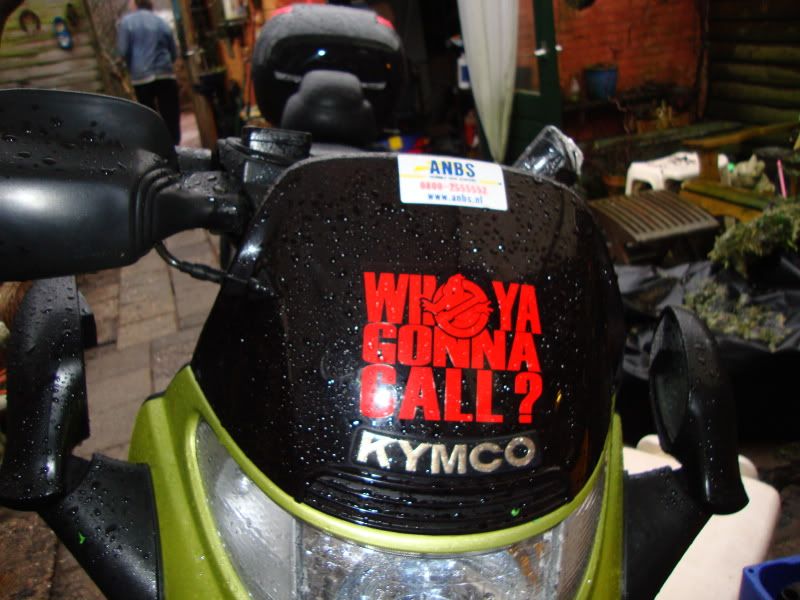 ANBS
0800-7555552
www.anbs.nl
WHO YA
GONNA
CALL?
KYMCO